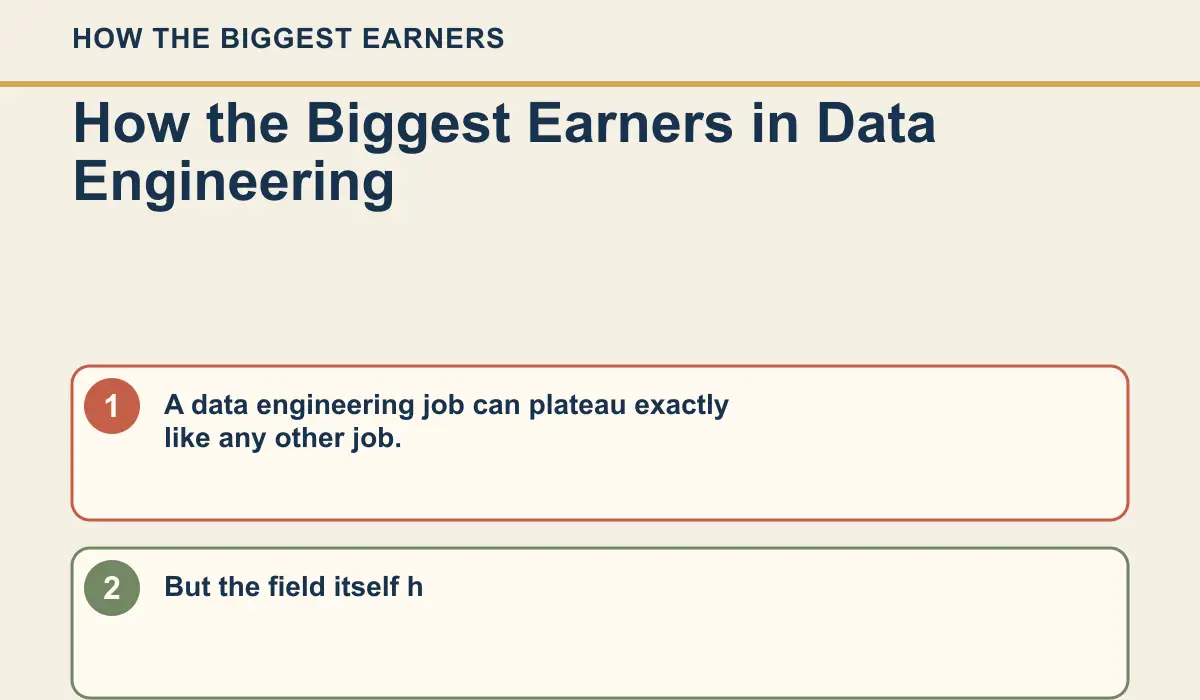 HOW THE BIGGEST EARNERS
How the Biggest Earners in Data
Engineering
1
A data engineering job can plateau exactly
like any other job.
2
But the field itself h